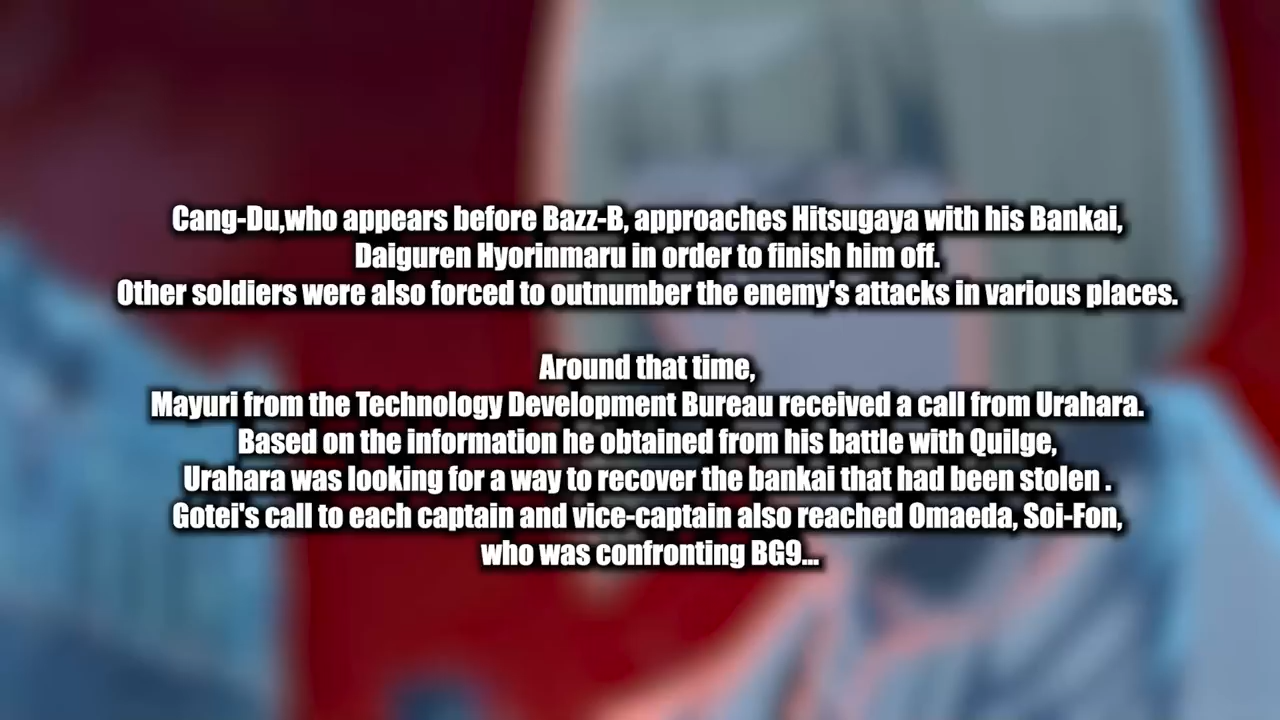 Cang-Du,who appears before Bazz-B, approaches Hitsugaya with his Bankai,
Daiguren Hyorinmaru in order to finish him off.
Other soldiers were also forced to outnumber the enemy's attacks in various places.
Around that time,
Mayuri from the Technology Development Bureau received a call from Urahara.
Based on the information he obtained from his battle with Quilge,
Urahara was looking for a way to recover the bankai that had been stolen .
Gotei's call to each captain and vice-captain also reached Omaeda, Soi-Fon,
who was confronting BG9...